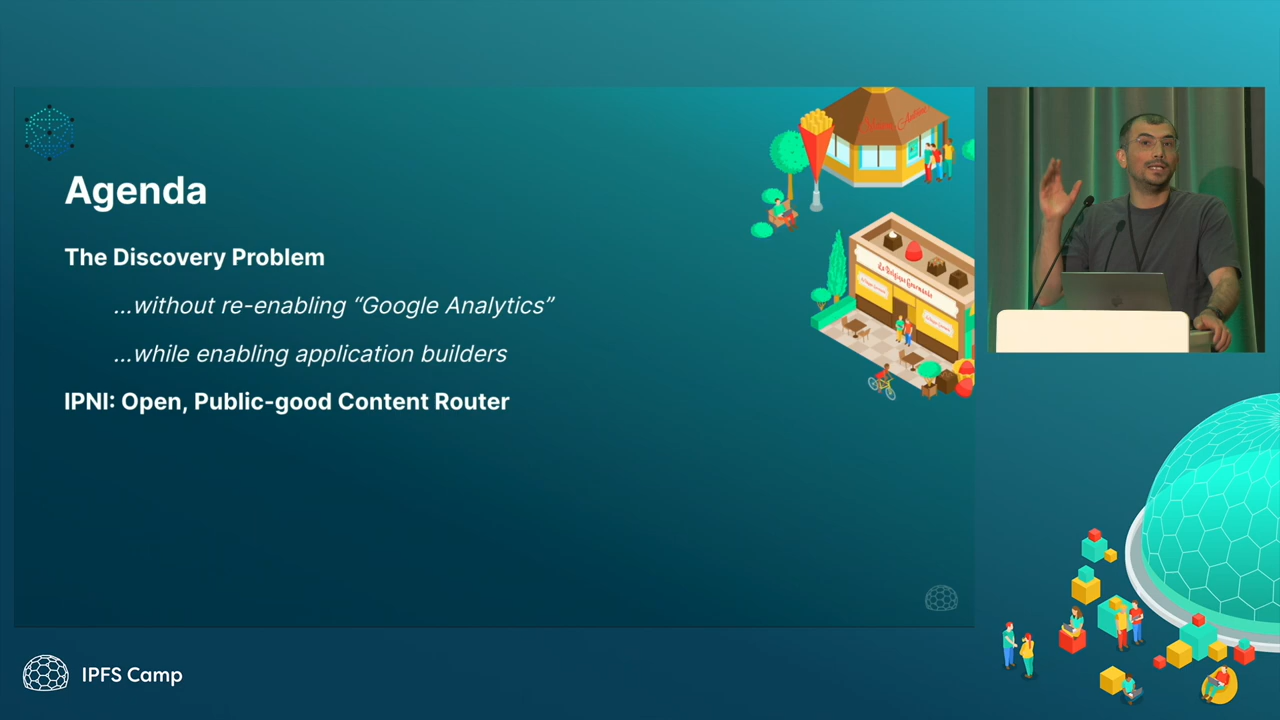 Agenda
The Discovery Problem
...without re-enabling “Google Analytics”
...while enabling application builders
IPNI: Open, Public-good Content Router
IPFS Camp